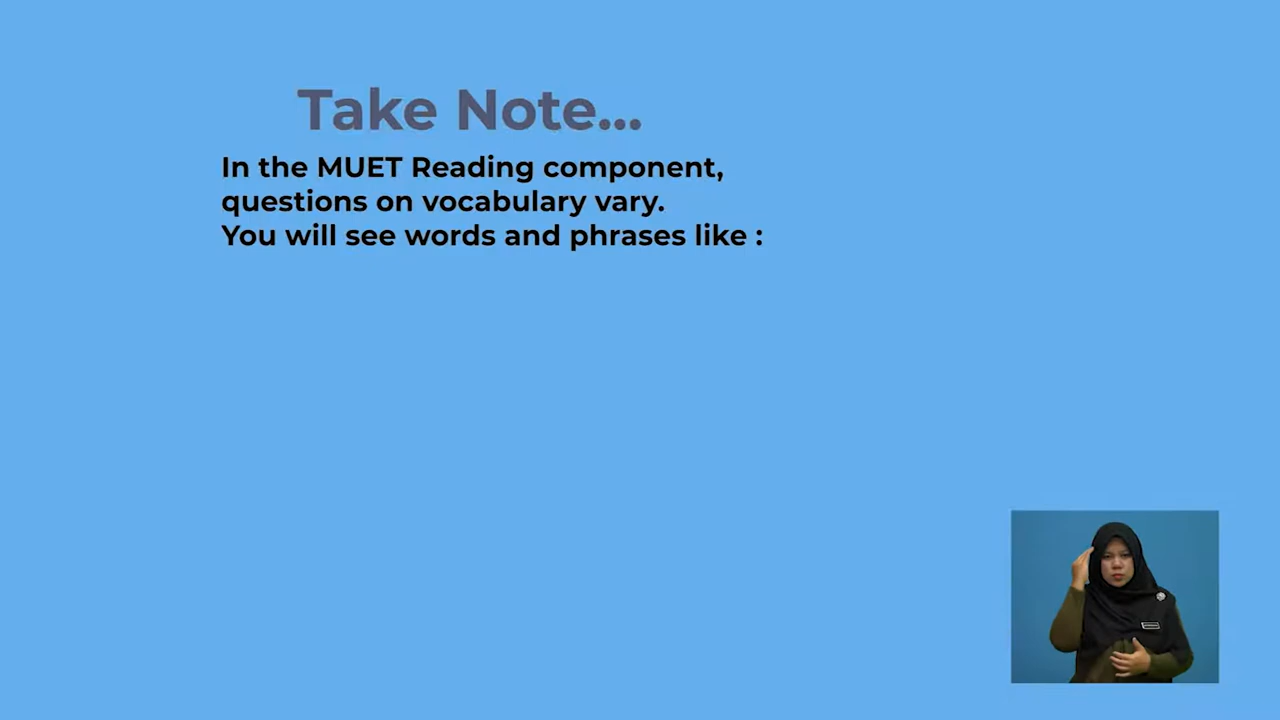 Take Note...
In the MUET Reading component,
questions on vocabulary vary.
You will see words and phrases like :